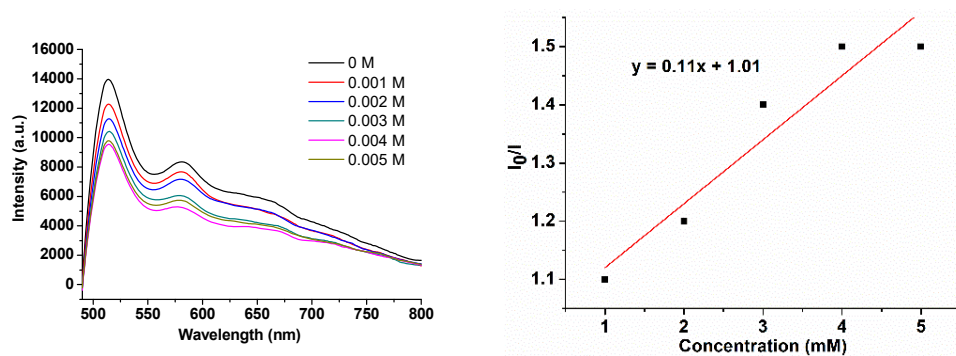 16000
14000
12000
10000
8000
6000
4000
2000
0
Intensity (a.u.)
500 550 600 650 700 750 800
Wavelength (nm)
0 M
0.001 M
0.002 M
0.003 M
0.004 M
0.005 M
1.5
1.4
1.3
1.2
1.1
I0/I
y = 0.11x + 1.01
1 2 3 4 5
Concentration (mM)